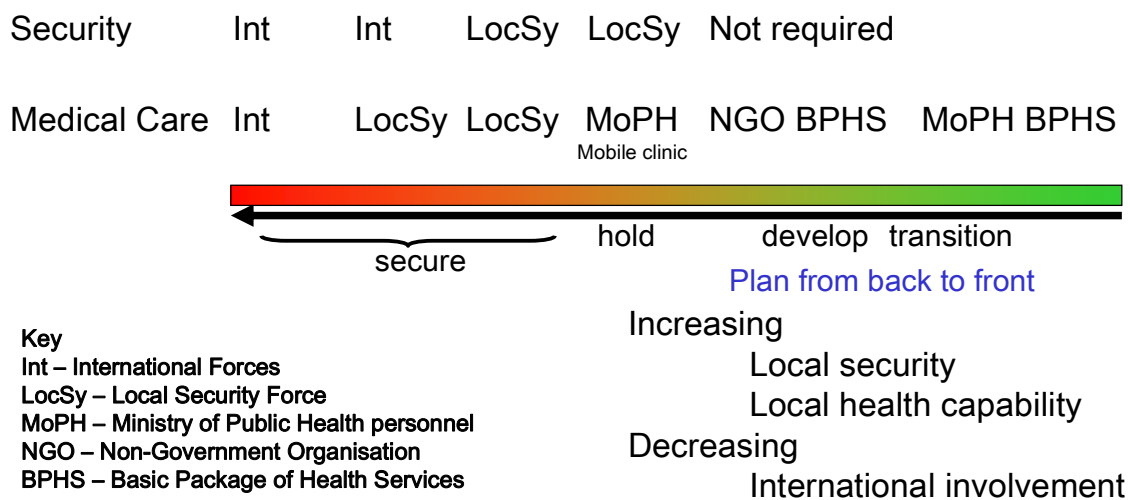 Security Int Int LocSy LocSy Not required
Medical Care Int LocSy LocSy MoPH NGO BPHS MoPH BPHS
Mobile clinic
hold develop transition
secure
Plan from back to front
Key
Int – International Forces
LocSy – Local Security Force
MoPH – Ministry of Public Health personnel
NGO – Non-Government Organisation
BPHS – Basic Package of Health Services
Increasing
Local security
Local health capability
Decreasing
International involvement